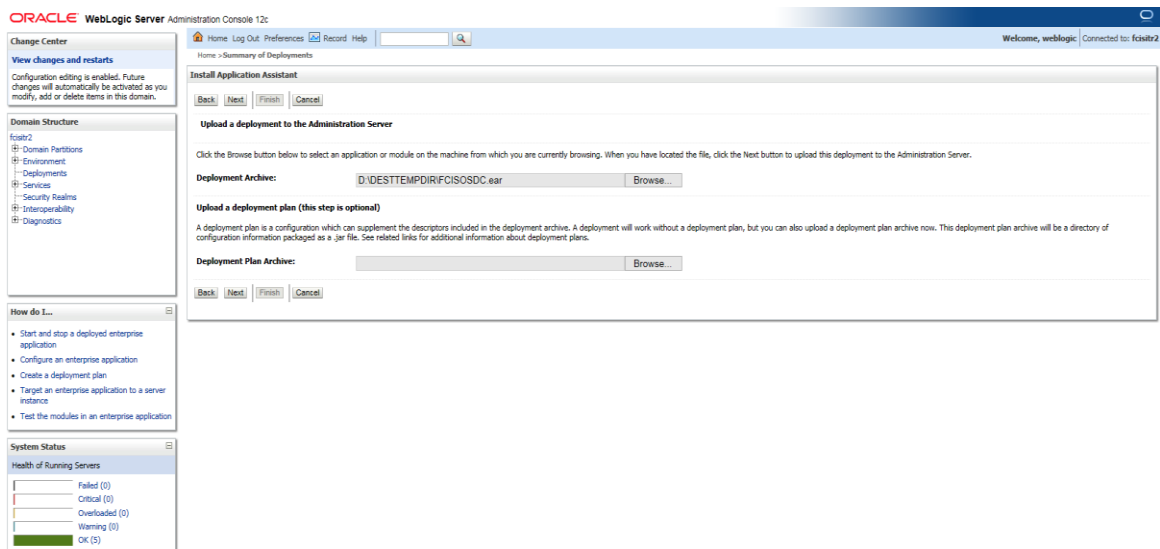 ORACLE WebLogic Server Administration Console 12c
Change Center
View changes and restarts
Configuration editing is enabled. Future
changes will automatically be activated as you
modify, add or delete items in this domain.
Domain Structure
fcisitr2
Domain Partitions
Environment
Deployments
Services
Security Realms
Interoperability
Diagnostics
How do I...
Start and stop a deployed enterprise
application
Configure an enterprise application
Create a deployment plan
Target an enterprise application to a server
instance
Test the modules in an enterprise application
System Status
Health of Running Servers
Failed (0)
Critical (0)
Overloaded (0)
Warning (0)
OK (5)
Home Log Out Preferences Record Help
Welcome, weblogic Connected to: fcisitr2
Home >Summary of Deployments
Install Application Assistant
Back Next Finish Cancel
Upload a deployment to the Administration Server
Click the Browse button below to select an application or module on the machine from which you are currently browsing. When you have located the file, click the Next button to upload this deployment to the Administration Server.
Deployment Archive: D:\DESTTEMPDIR\FCISOSDC.ear Browse...
Upload a deployment plan (this step is optional)
A deployment plan is a configuration which can supplement the descriptors included in the deployment archive. A deployment will work without a deployment plan, but you can also upload a deployment plan archive now. This deployment plan archive will be a directory of
configuration information packaged as a .jar file. See related links for additional information about deployment plans.
Deployment Plan Archive: Browse...
Back Next Finish Cancel